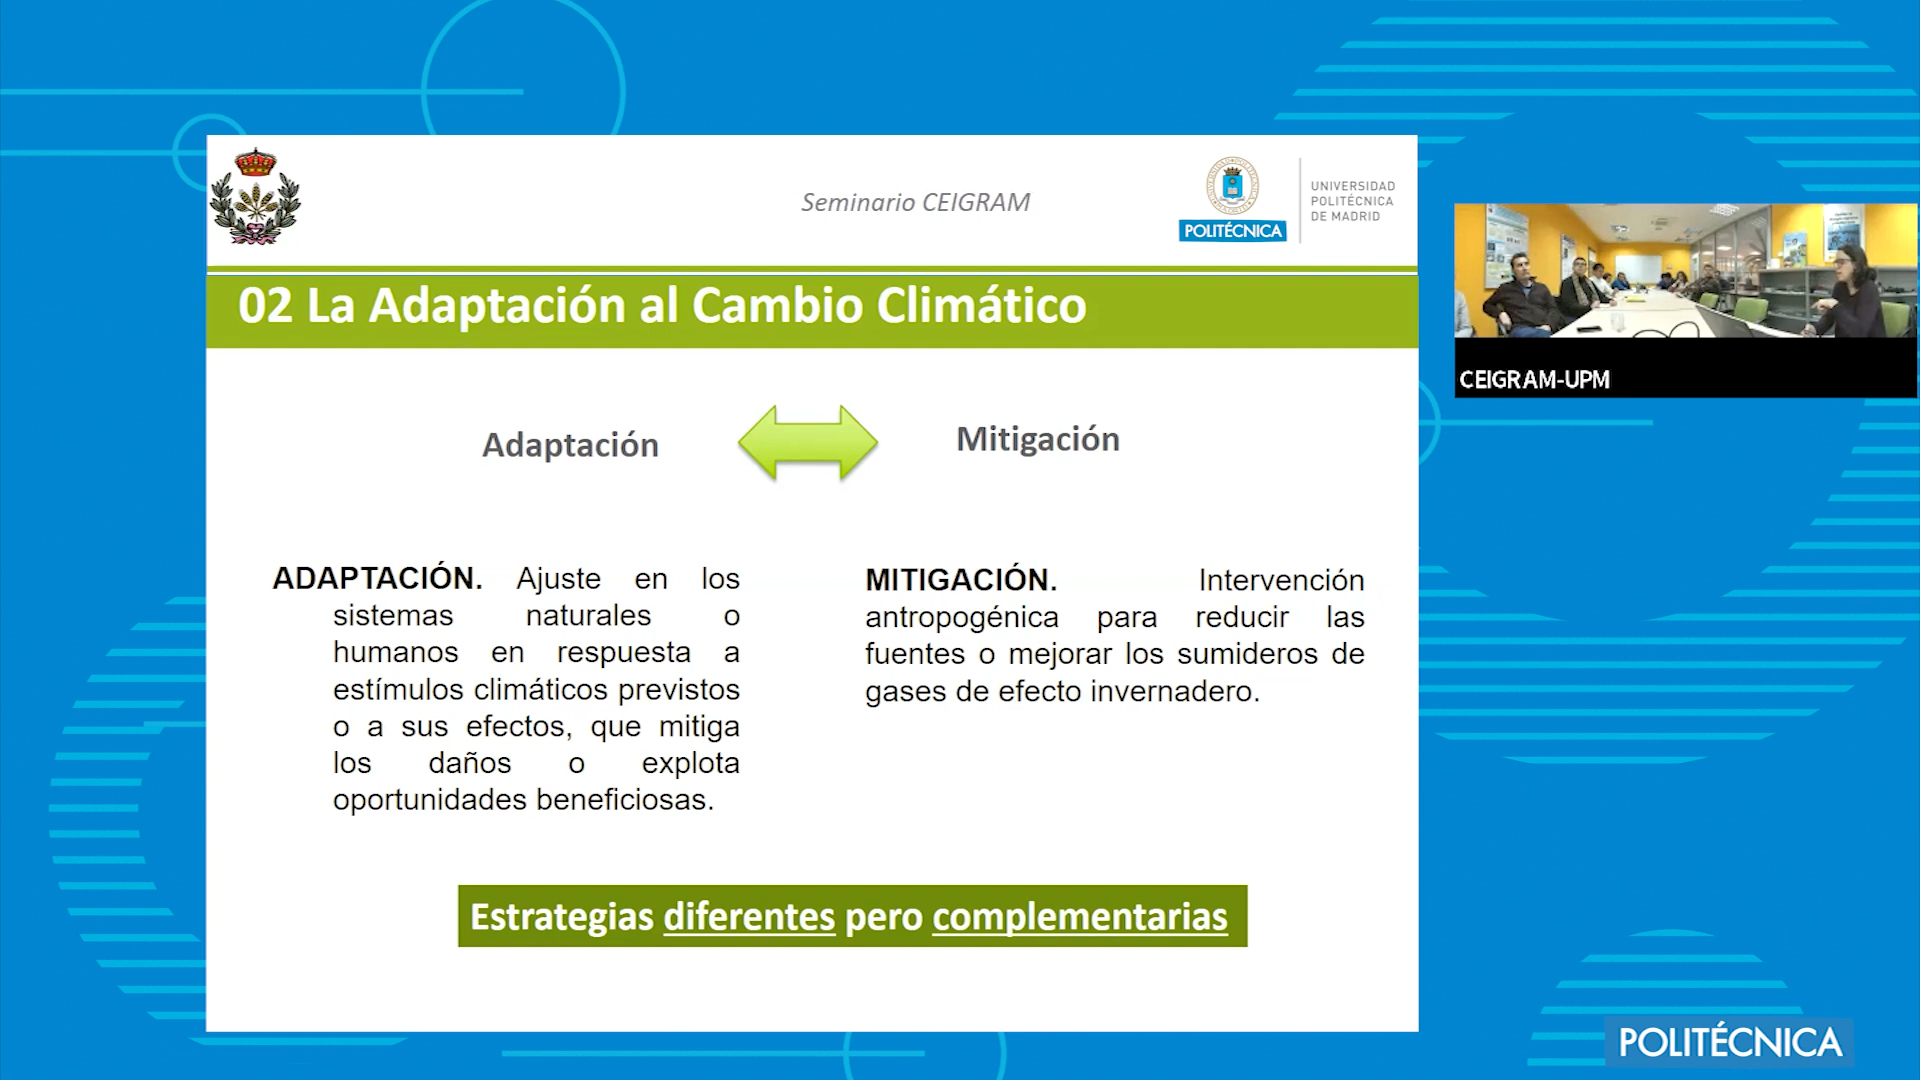 Seminario CEIGRAM
POLITÉCNICA
UNIVERSIDAD
POLITÉCNICA
DE MADRID
02 La Adaptación al Cambio Climático
Adaptación
Mitigación
ADAPTACIÓN. Ajuste en los
sistemas naturales o
humanos en respuesta a
estímulos climáticos previstos
o a sus efectos, que mitiga
los daños o explota
oportunidades beneficiosas.
MITIGACIÓN. Intervención
antropogénica para reducir las
fuentes o mejorar los sumideros de
gases de efecto invernadero.
Estrategias diferentes pero complementarias
CEIGRAM-UPM
POLITÉCNICA